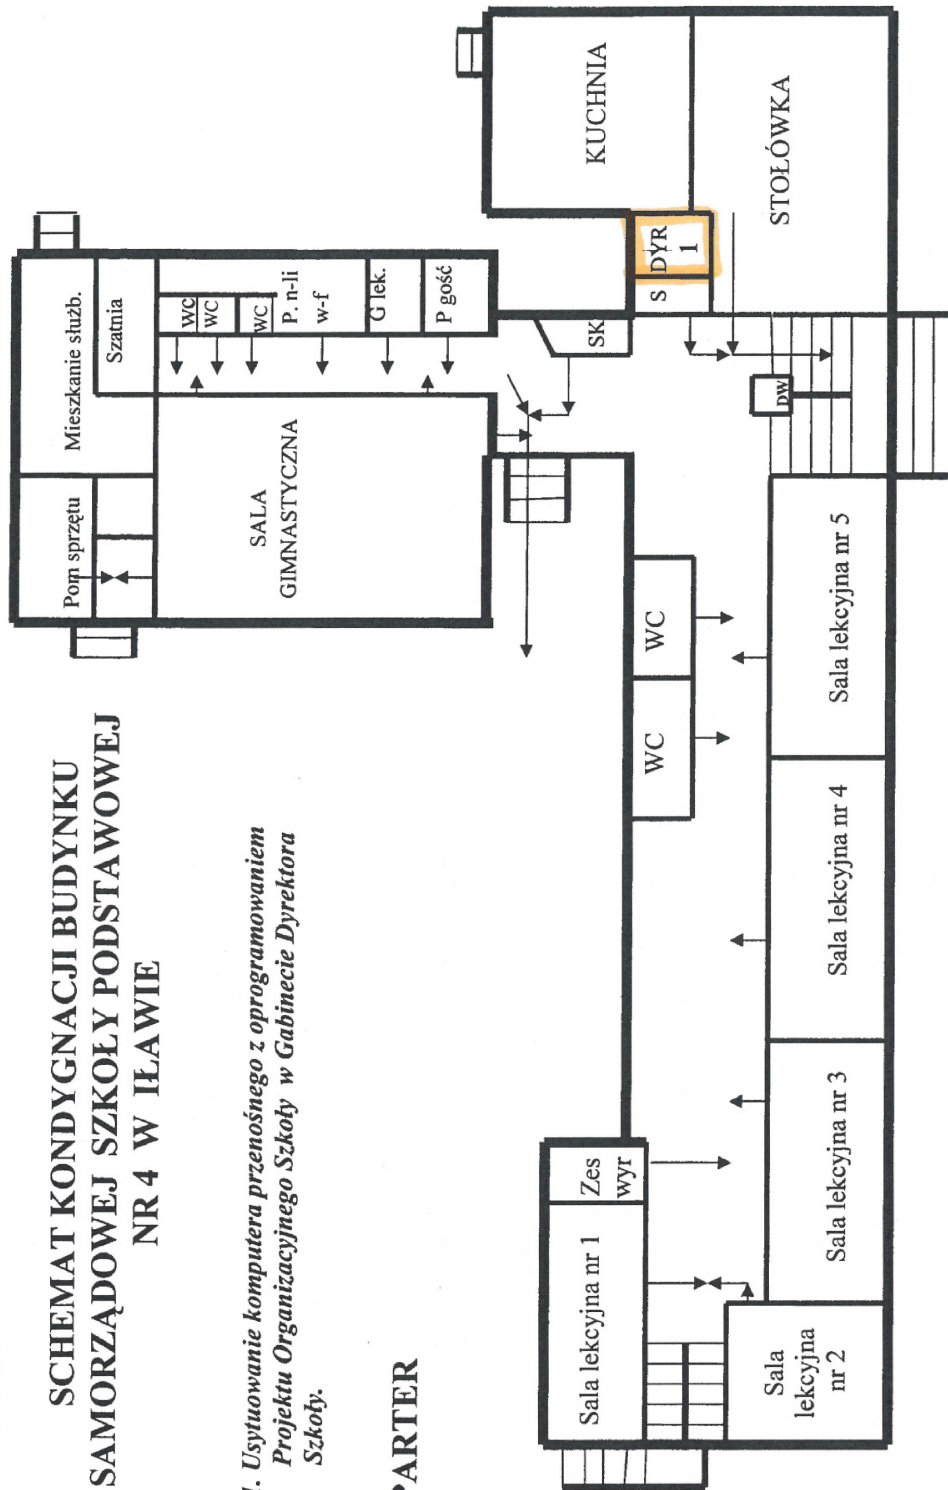 SCHEMAT KONDYGNACJI BUDYNKU
SAMORZĄDOWEJ SZKOŁY PODSTAWOWEJ
NR 4 W IŁAWIE
1. Usytuowanie komputera przenośnego z oprogramowaniem
Projektu Organizacyjnego Szkoły w Gabinecie Dyrektora
Szkoły.
PARTER
Pom sprzętu
Mieszkanie służb.
Szatnia
SALA
GIMNASTYCZNA
WC
WC
WC
P. n-li
w-f
G lek.
P gość
KUCHNIA
STOŁÓWKA
S
DYR
1
SK
DW
WC
WC
Zes
wyr
Sala lekcyjna nr 1
Sala
lekcyjna
nr 2
Sala lekcyjna nr 3
Sala lekcyjna nr 4
Sala lekcyjna nr 5